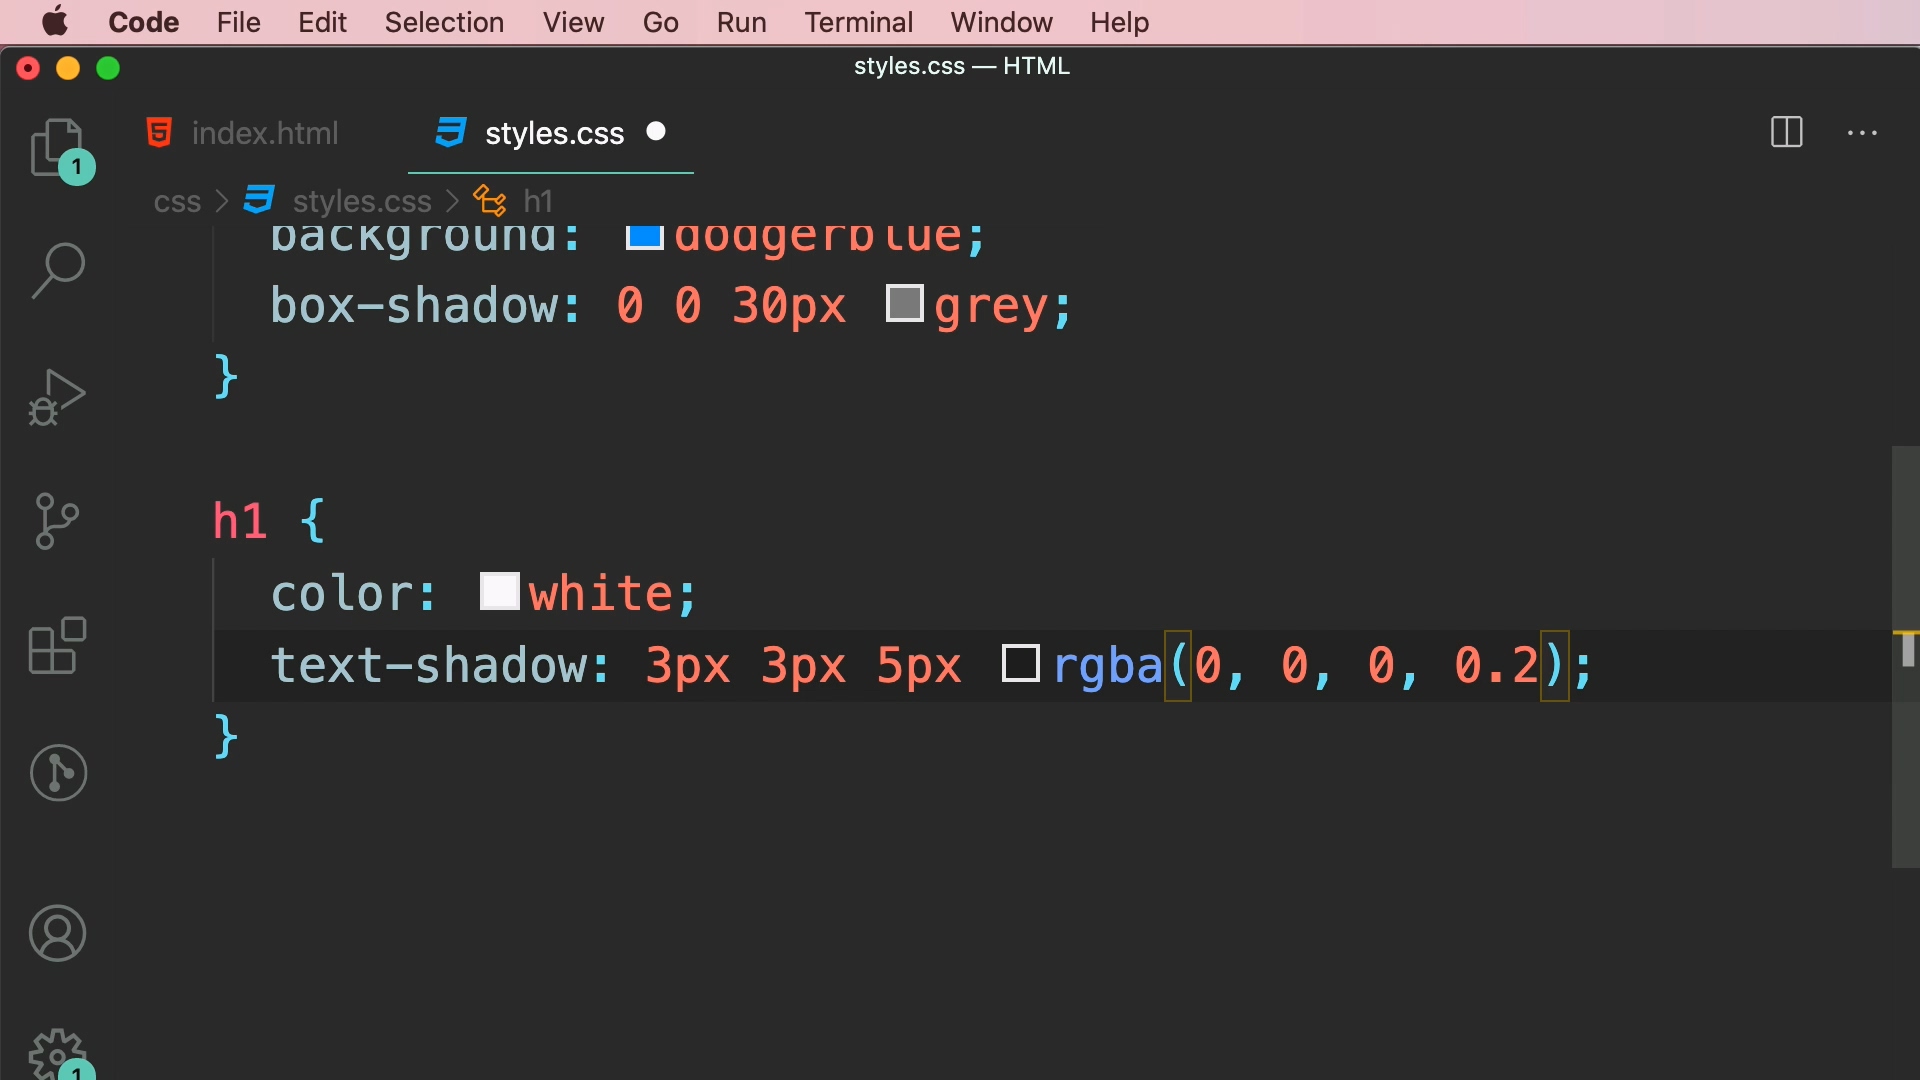 Code File Edit Selection View Go Run Terminal Window Help
styles.css — HTML
index.html styles.css
1
css > styles.css > h1
background: dodgerblue;
box-shadow: 0 0 30px grey;
}
h1 {
color: white;
text-shadow: 3px 3px 5px rgba(0, 0, 0, 0.2);
}
1